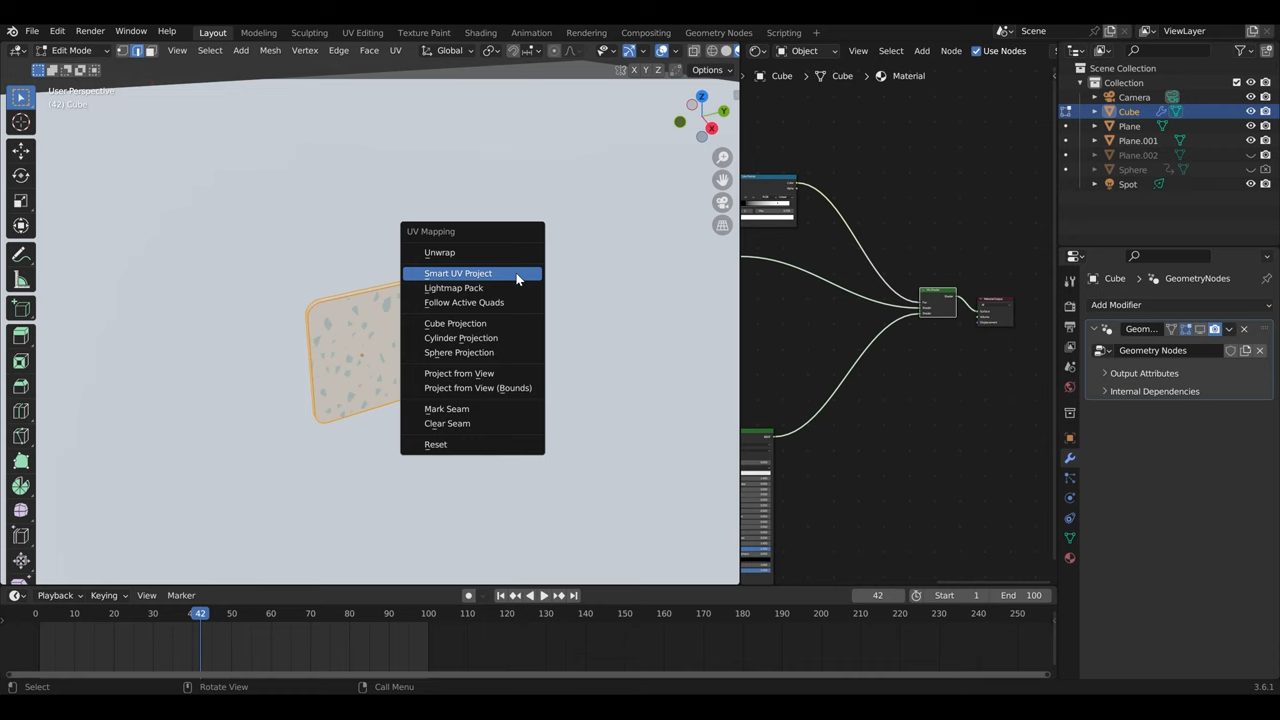 File Edit Render Window Help Layout Modeling Sculpting UV Editing Texture Paint Shading Animation Rendering Compositing Geometry Nodes Scripting Scene ViewLayer
Edit Mode View Select Add Mesh Vertex Edge Face UV Global Object View Select Add Node Use Nodes
X Y Z Options
User Perspective
(42) Cube
Z
Y
X
Cube Cube Material
UV Mapping
Unwrap
Smart UV Project
Lightmap Pack
Follow Active Quads
Cube Projection
Cylinder Projection
Sphere Projection
Project from View
Project from View (Bounds)
Mark Seam
Clear Seam
Reset
Scene Collection
Collection
Camera
Cube
Plane
Plane.001
Plane.002
Sphere
Spot
Cube GeometryNodes
Add Modifier
Geom...
Geometry Nodes
Output Attributes
Internal Dependencies
Playback Keying View Marker 42 Start 1 End 100
0 10 20 30 42 50 60 70 80 90 100 110 120 130 140 150 160 170 180 190 200 210 220 230 240 250
Select Rotate View Call Menu 3.6.1